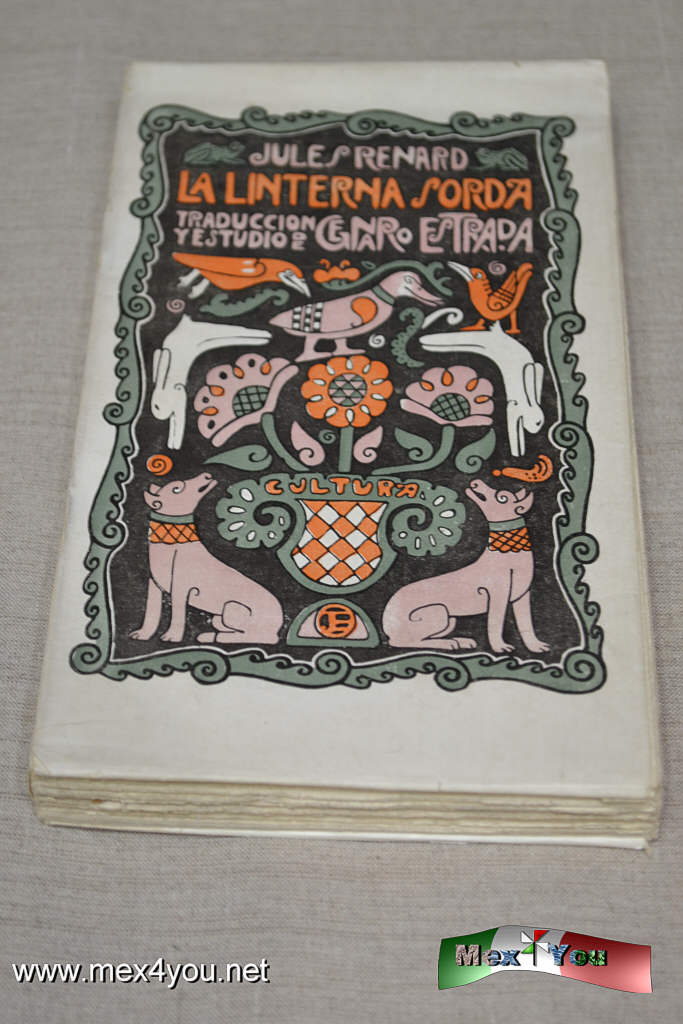 JULES RENARD
LA LINTERNA SORDA
TRADUCCION
Y ESTUDIO DE GENARO ESTRADA
CULTURA
www.mex4you.net
Mex4You